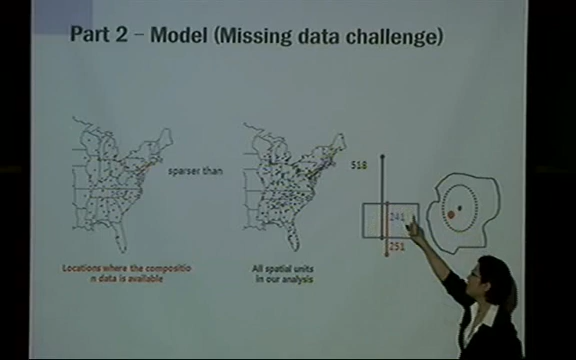 Part 2 – Model (Missing data challenge)
sparser than
518
241
251
Locations where the compositio
n data is available
All spatial units
in our analysis